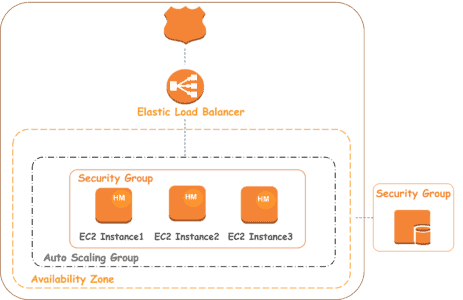 Elastic Load Balancer
Security Group
HM
HM
HM
EC2 Instance1
EC2 Instance2
EC2 Instance3
Auto Scaling Group
Availability Zone
Security Group